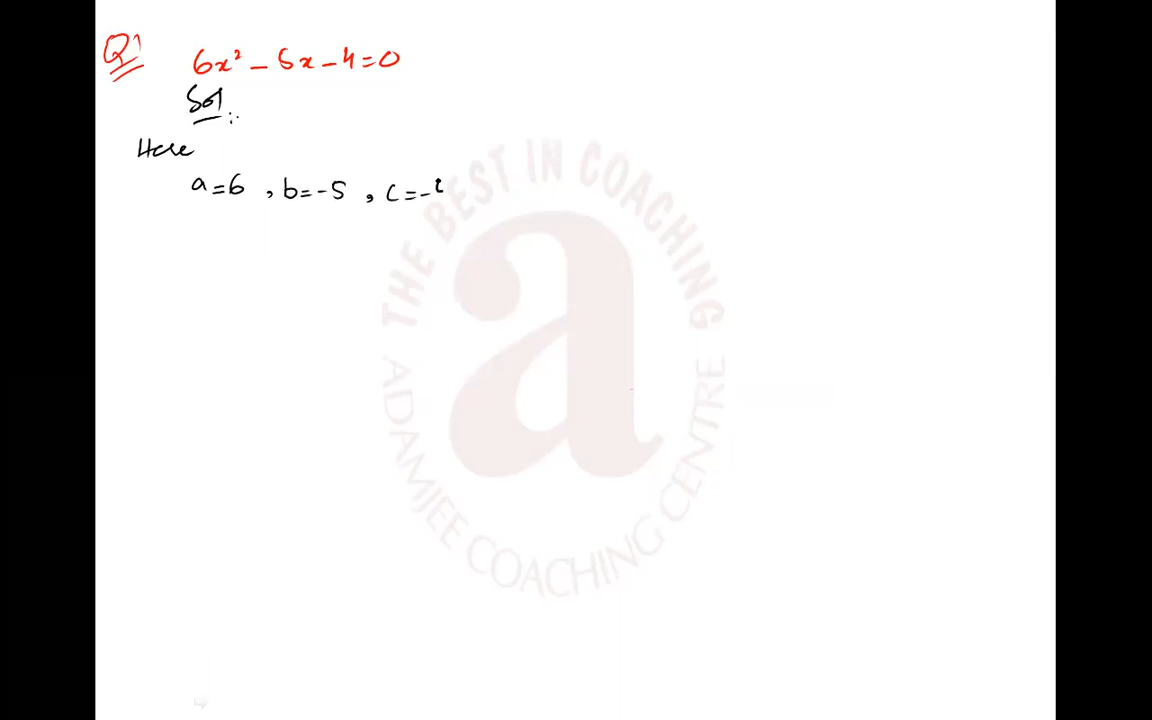 Q1
6x² – 5x – 4 = 0
Sol :
Here
a = 6 , b = -5 , c = -
THE BEST IN COACHING
ADAMJEE COACHING CENTRE
a